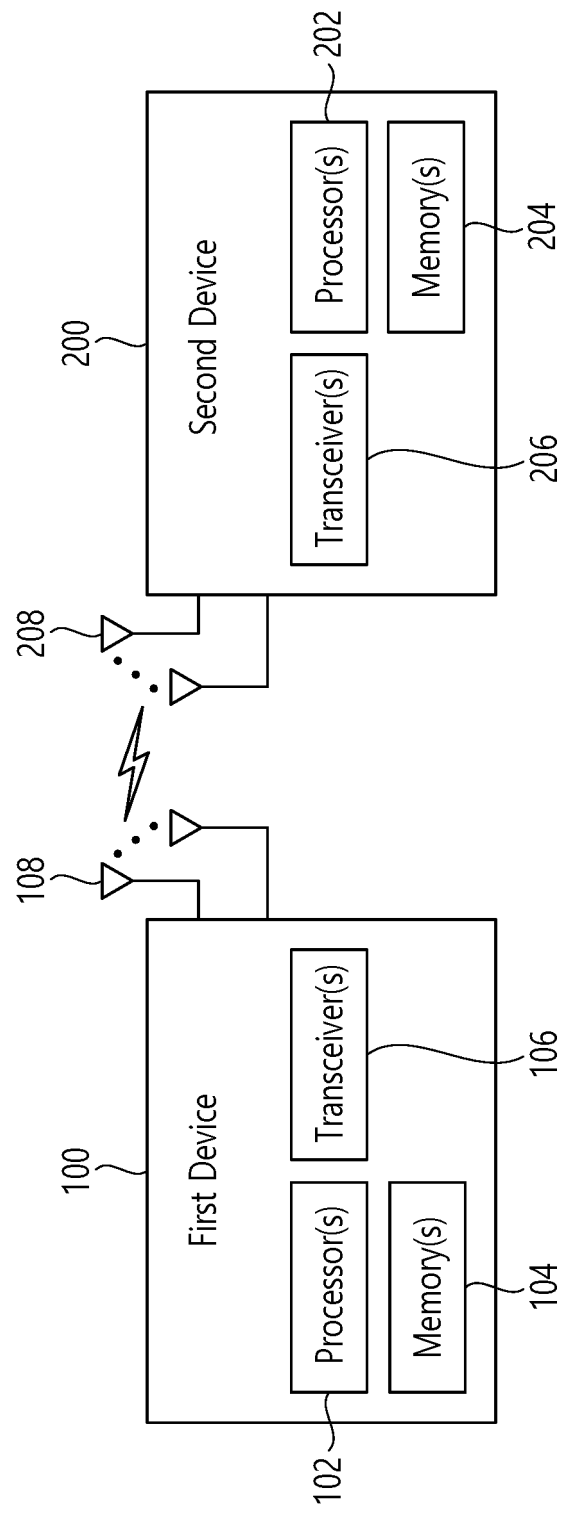 108
208
100
200
First Device
Second Device
102
Processor(s)
Transceiver(s)
Transceiver(s)
Processor(s)
202
Memory(s)
Memory(s)
104
106
206
204